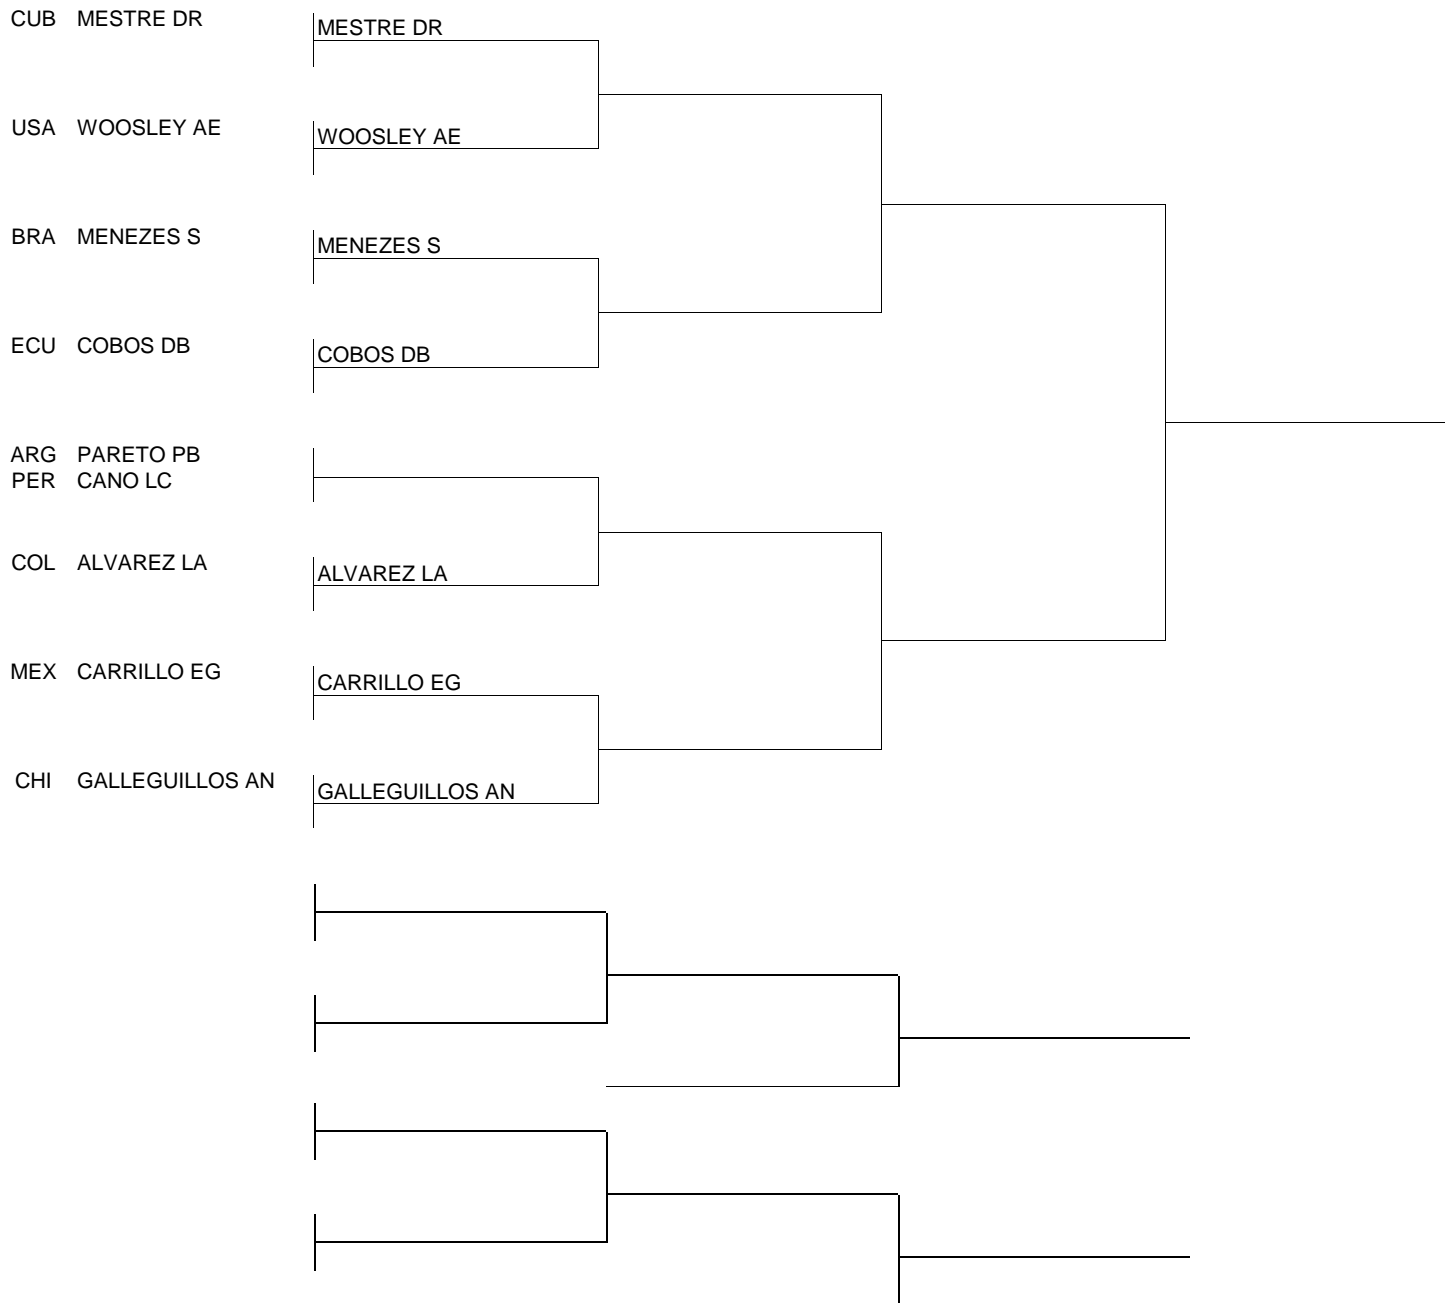 CUB MESTRE DR
MESTRE DR
USA WOOSLEY AE
WOOSLEY AE
BRA MENEZES S
MENEZES S
ECU COBOS DB
COBOS DB
ARG PARETO PB
PER CANO LC
COL ALVAREZ LA
ALVAREZ LA
MEX CARRILLO EG
CARRILLO EG
CHI GALLEGUILLOS AN
GALLEGUILLOS AN